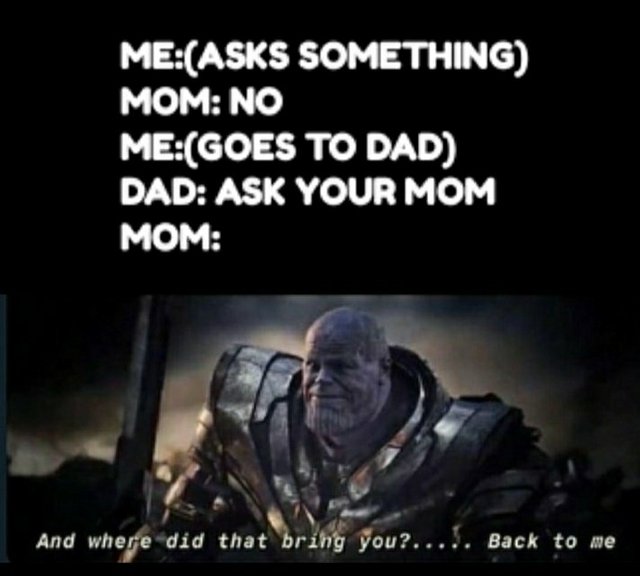 ME:(ASKS SOMETHING)
MOM: NO
ME:(GOES TO DAD)
DAD: ASK YOUR MOM
MOM:
And where did that bring you?..... Back to me